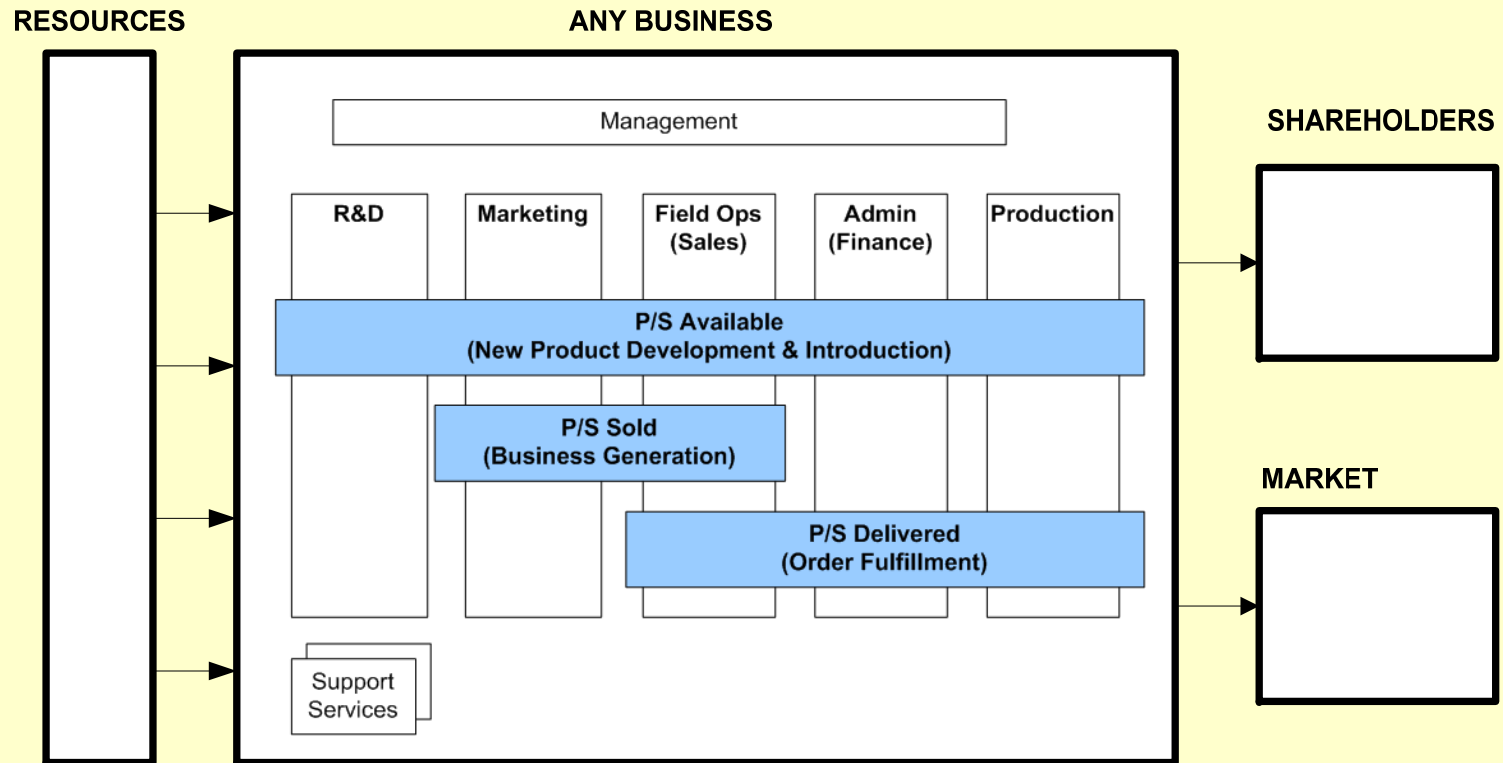 RESOURCES
ANY BUSINESS
Management
SHAREHOLDERS
R&D
Marketing
Field Ops
(Sales)
Admin
(Finance)
Production
P/S Available
(New Product Development & Introduction)
P/S Sold
(Business Generation)
MARKET
P/S Delivered
(Order Fulfillment)
Support
Services